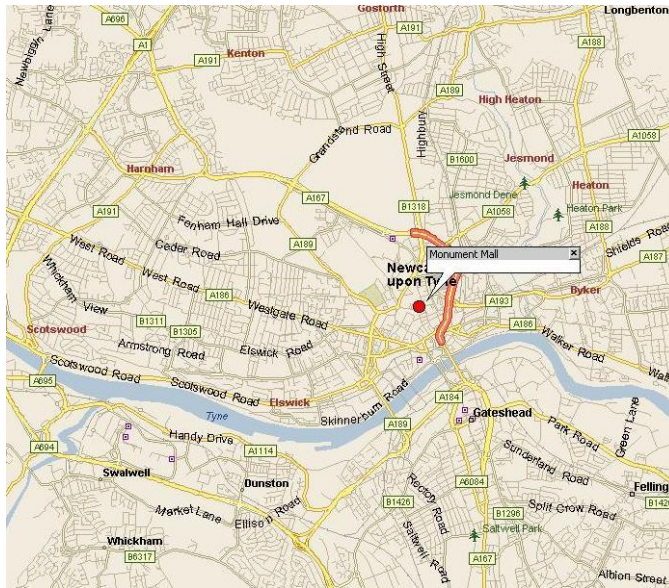 Gosforth
Longbenton
A696
A1
A189
A188
Newbiggin Lane
Kenton
A191
A191
High Street
A189
High Heaton
Grandstand Road
Highbury
A1058
B1600
Jesmond
Harnham
A167
Jesmond Dene
Heaton
A191
B1318
A1058
Heaton Park
Fenham Hall Drive
A188
Cedar Road
A189
Shields Road
West Road
Monument Mall
A187
Newca
upon Tyne
Whickham View
West Road
A186
Byker
A193
Westgate Road
B1311
B1305
A186
Scotswood
Walker Road
Armstrong Road
Elswick Road
Scotswood Road
Scotswood Road
A695
Elswick
Skinnerburn Road
A184
Tyne
Gateshead
Green Lane
A189
Park Road
A694
Handy Drive
A1114
Sunderland Road
Swalwell
Dunston
Rectory Road
A6084
Felling
B1426
Split Crow Road
B1426
Market Lane
Ellison Road
B1296
Saltwell Park
Saltwell Road
Whickham
B6317
A167
Albion Street